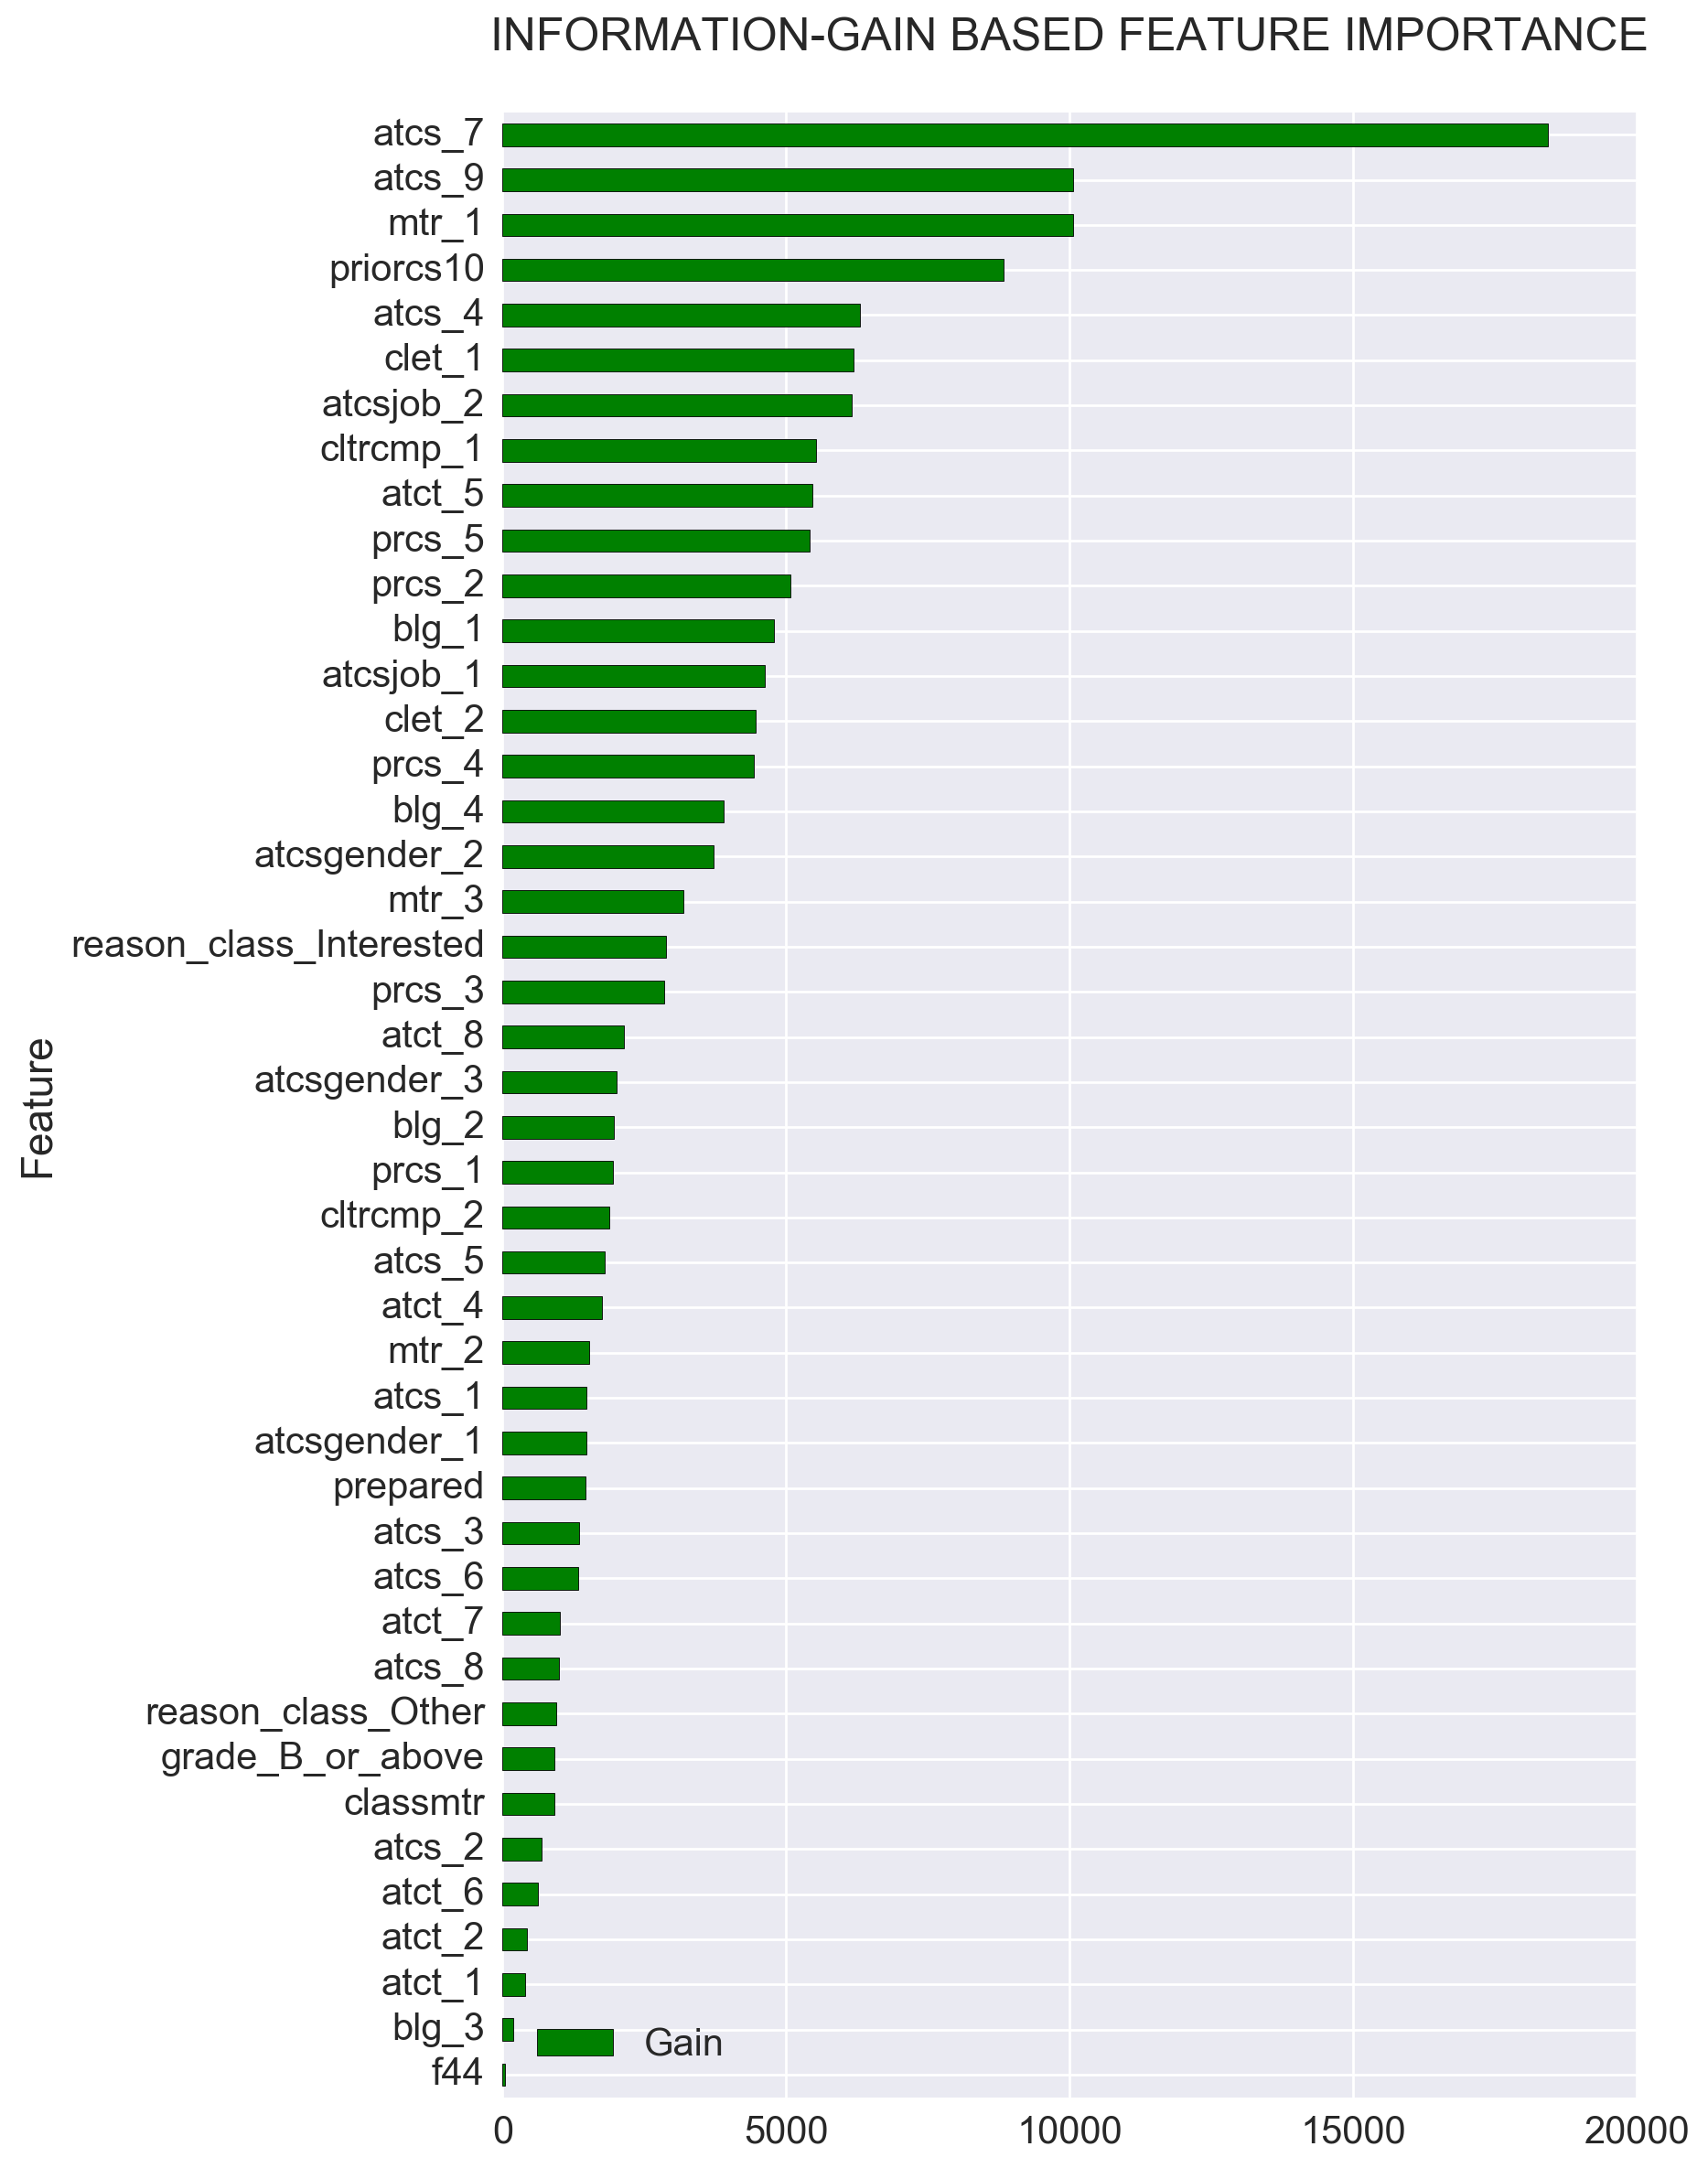 INFORMATION-GAIN BASED FEATURE IMPORTANCE
atcs_7
atcs_9
mtr_1
priorcs10
atcs_4
clet_1
atcsjob_2
cltrcmp_1
atct_5
prcs_5
prcs_2
blg_1
atcsjob_1
clet_2
prcs_4
blg_4
atcsgender_2
mtr_3
reason_class_Interested
prcs_3
atct_8
atcsgender_3
blg_2
prcs_1
cltrcmp_2
atcs_5
atct_4
mtr_2
atcs_1
atcsgender_1
prepared
atcs_3
atcs_6
atct_7
atcs_8
reason_class_Other
grade_B_or_above
classmtr
atcs_2
atct_6
atct_2
atct_1
blg_3
f44
Feature
Gain
0 5000 10000 15000 20000